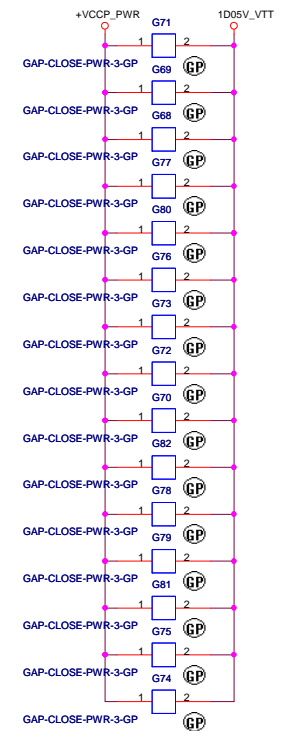 +VCCP_PWR 1D05V_VTT
G71
1 2
GAP-CLOSE-PWR-3-GP GP
G69
1 2
GAP-CLOSE-PWR-3-GP GP
G68
1 2
GAP-CLOSE-PWR-3-GP GP
G77
1 2
GAP-CLOSE-PWR-3-GP GP
G80
1 2
GAP-CLOSE-PWR-3-GP GP
G76
1 2
GAP-CLOSE-PWR-3-GP GP
G73
1 2
GAP-CLOSE-PWR-3-GP GP
G72
1 2
GAP-CLOSE-PWR-3-GP GP
G70
1 2
GAP-CLOSE-PWR-3-GP GP
G82
1 2
GAP-CLOSE-PWR-3-GP GP
G78
1 2
GAP-CLOSE-PWR-3-GP GP
G79
1 2
GAP-CLOSE-PWR-3-GP GP
G81
1 2
GAP-CLOSE-PWR-3-GP GP
G75
1 2
GAP-CLOSE-PWR-3-GP GP
G74
1 2
GAP-CLOSE-PWR-3-GP GP